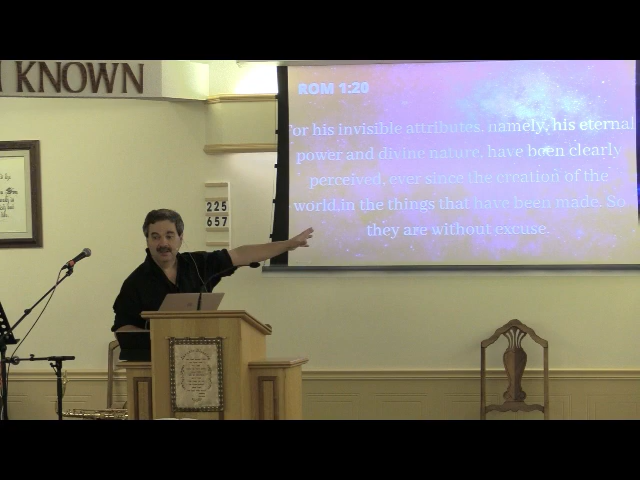 KNOWN
ROM 1:20
or his invisible attributes, namely, his eternal
power and divine nature, have been clearly
perceived, ever since the creation of the
world,in the things that have been made. So
they are without excuse.
225
657